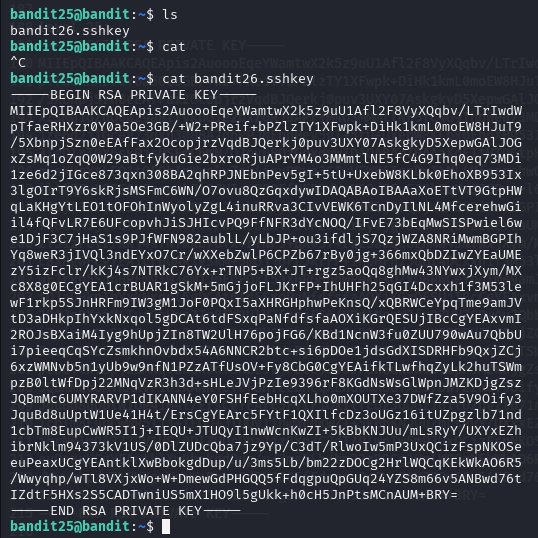 bandit25@bandit:~$ ls
bandit26.sshkey
bandit25@bandit:~$ cat
^C
bandit25@bandit:~$ cat bandit26.sshkey
-----BEGIN RSA PRIVATE KEY-----
MIIEpQIBAAKCAQEApis2AuoooEqeYWamtwX2k5z9uU1Afl2F8VyXQqbv/LTrIwdW
pTfaeRHXzr0Y0a5Oe3GB/+W2+PReif+bPZlzTY1XFwpk+DiHk1kmL0moEW8HJuT9
/5XbnpjSzn0eEAfFax2OcopjrzVqdBJQerkj0puv3UXY07AskgkyD5XepwGAlJOG
xZsMq1oZqQ0W29aBtfykuGie2bxroRjuAPrYM4o3MMmtlNE5fC4G9Ihq0eq73MDi
1ze6d2jIGce873qxn308BA2qhRPJNEbnPev5gI+5tU+UxebW8KLbk0EhoXB953Ix
3lgOIrT9Y6skRjsMSFmC6WN/O7ovu8QzGqxdywIDAQABAoIBAAaXoETtVT9GtpHW
qLaKHgYtLEO1tOFOhInWyolyZgL4inuRRva3CIvVEWK6TcnDyIlNL4MfcerehwGi
il4fQFvLR7E6UFcopvhJiSJHIcvPQ9FfNFR3dYcNOQ/IFvE73bEqMwSISPwiel6w
e1DjF3C7jHaS1s9PJfWFN982aublL/yLbJP+ou3ifdljS7QzjWZA8NRiMwmBGPIh
Yq8weR3jIVQl3ndEYxO7Cr/wXXebZwlP6CPZb67rBy0jg+366mxQbDZIwZYEaUME
zY5izFclr/kKj4s7NTRkC76Yx+rTNP5+BX+JT+rgz5aoQq8ghMw43NYwxjXym/MX
c8X8g0ECgYEA1crBUAR1gSkM+5mGjjoFLJKrFP+IhUHFh25qGI4Dcxxh1f3M53le
wF1rkp5SJnHRFm9IW3gM1JoF0PQxI5aXHRGHphwPeKnsQ/xQBRWCeYpqTme9amJV
tD3aDHkpIhYxkNxqol5gDCAt6tdFSxqPaNfdfsfaAOXiKGrQESUjIBcCgYEAxvmI
2ROJsBXaiM4Iyg9hUpjZIn8TW2UlH76pojFG6/KBd1NcnW3fu0ZUU790wAu7QbbU
i7pieeqCqSYcZsmkhnOvbdx54A6NNCR2btc+si6pDOe1jdsGdXISDRHFb9QxjZCj
6xzWMNvb5n1yUb9w9nfN1PZzATfUsOV+Fy8CbG0CgYEAifkTLwfhqZyLk2huTSWm
pzB0ltWfDpj22MNqVzR3h3d+sHLeJVjPzIe9396rF8KGdNsWsGlWpnJMZKDjgZsz
JQBmMc6UMYRARVP1dIKANN4eY0FSHfEebHcqXLho0mXOUTXe37DWfZza5V9Oify3
JquBd8uUptW1Ue41H4t/ErsCgYEArc5FYtF1QXIlfcDz3oUGz16itUZpgzlb71nd
1cbTm8EupCwWR5I1j+IEQU+JTUQyI1nwWcnKwZI+5kBbKNJUu/mLsRyY/UXYxEZh
ibrNklm94373kV1US/0DlZUDcQba7jz9Yp/C3dT/RlwoIw5mP3UxQCizFspNKOSe
euPeaxUCgYEAntklXwBbokgdDup/u/3ms5Lb/bm22zDOCg2HrlWQCqKEkWkAO6R5
/Wwyqhp/wTl8VXjxWo+W+DmewGdPHGQQ5fFdqgpuQpGUq24YZS8m66v5ANBwd76t
IZdtF5HXs2S5CADTwniUS5mX1HO9l5gUkk+h0cH5JnPtsMCnAUM+BRY=
-----END RSA PRIVATE KEY-----
bandit25@bandit:~$